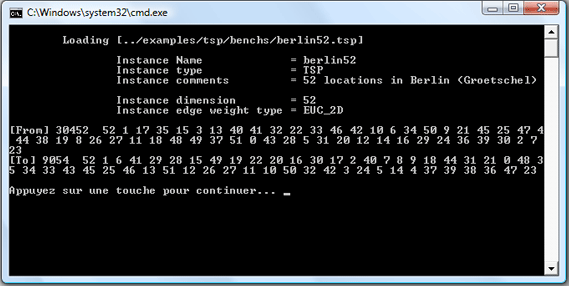 C:\Windows\system32\cmd.exe
Loading [../examples/tsp/benchs/berlin52.tsp]
Instance Name = berlin52
Instance type = TSP
Instance comments = 52 locations in Berlin (Groetschel)
Instance dimension = 52
Instance edge weight type = EUC_2D
[From] 30452 52 1 17 35 15 3 13 40 41 32 22 33 46 42 10 6 34 50 9 21 45 25 47 4
44 38 19 8 26 27 11 18 48 49 37 51 0 43 28 5 31 20 12 14 16 29 24 36 39 30 2 7
23
[To] 9054 52 1 6 41 29 28 15 49 19 22 20 16 30 17 2 40 7 8 9 18 44 31 21 0 48 3
5 34 33 43 45 25 46 13 51 12 26 27 11 10 50 32 42 3 24 5 14 4 37 39 38 36 47 23
Appuyez sur une touche pour continuer... _